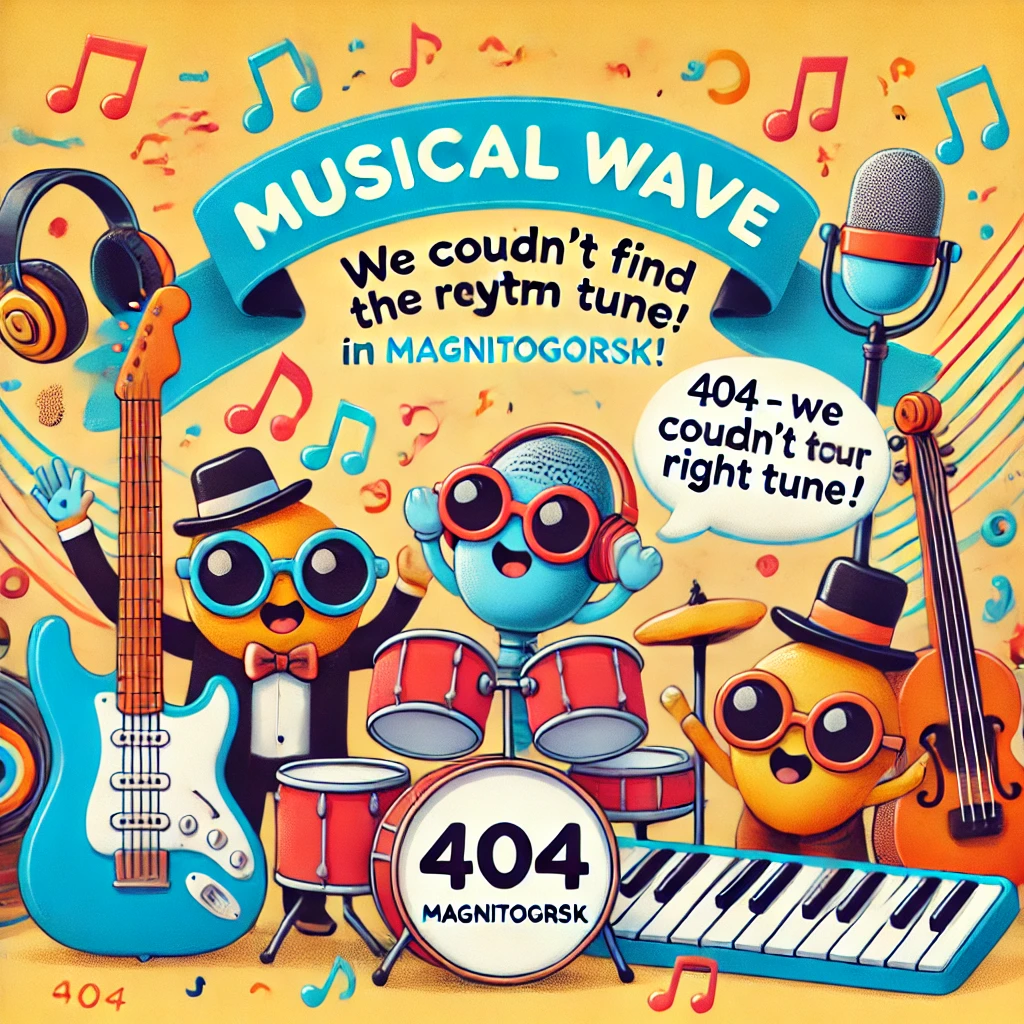 MUSICAL WAVE
We coudn't find
the reytm tune!
in MAGNITOGORSK!
404 - we
coudn't tour
right tune!
404
MAGNITOGRSK
404